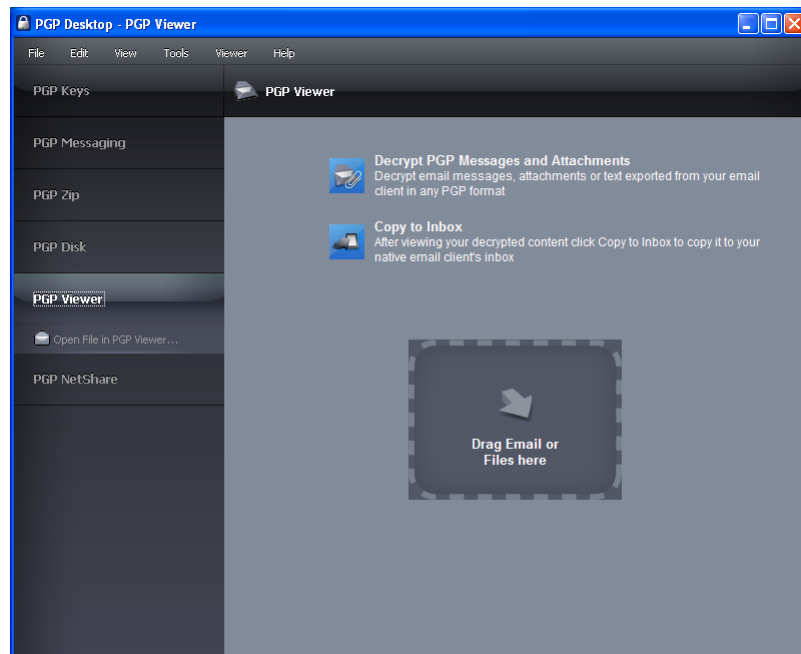 PGP Desktop - PGP Viewer
File Edit View Tools Viewer Help
PGP Keys
PGP Messaging
PGP Zip
PGP Disk
PGP Viewer
Open File in PGP Viewer...
PGP NetShare
PGP Viewer
Decrypt PGP Messages and Attachments
Decrypt email messages, attachments or text exported from your email
client in any PGP format
Copy to Inbox
After viewing your decrypted content click Copy to Inbox to copy it to your
native email client's inbox
Drag Email or
Files here